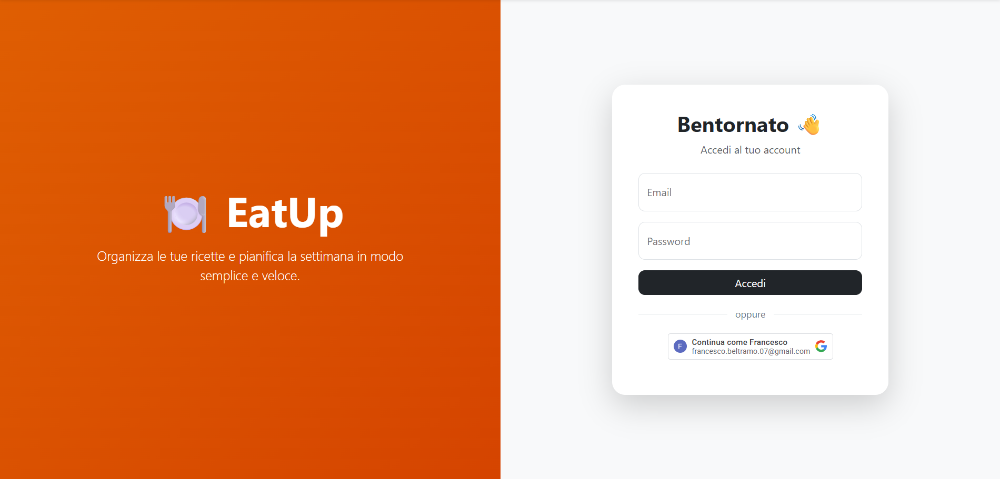 EatUp
Organizza le tue ricette e pianifica la settimana in modo
semplice e veloce.
Bentornato 👋
Accedi al tuo account
Email
Password
Accedi
oppure
F
Continua come Francesco
francesco.beltramo.07@gmail.com
G